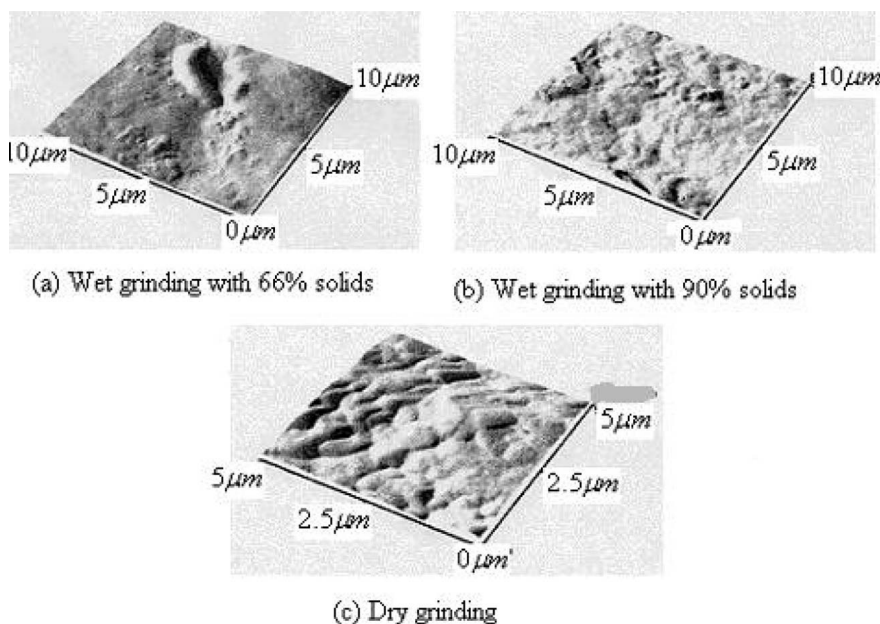 10μm
10μm
10μm
10μm
5μm
5μm
5μm
5μm
0μm
0μm
(a) Wet grinding with 66% solids
(b) Wet grinding with 90% solids
5μm
5μm
2.5μm
2.5μm
0μm'
(c) Dry grinding